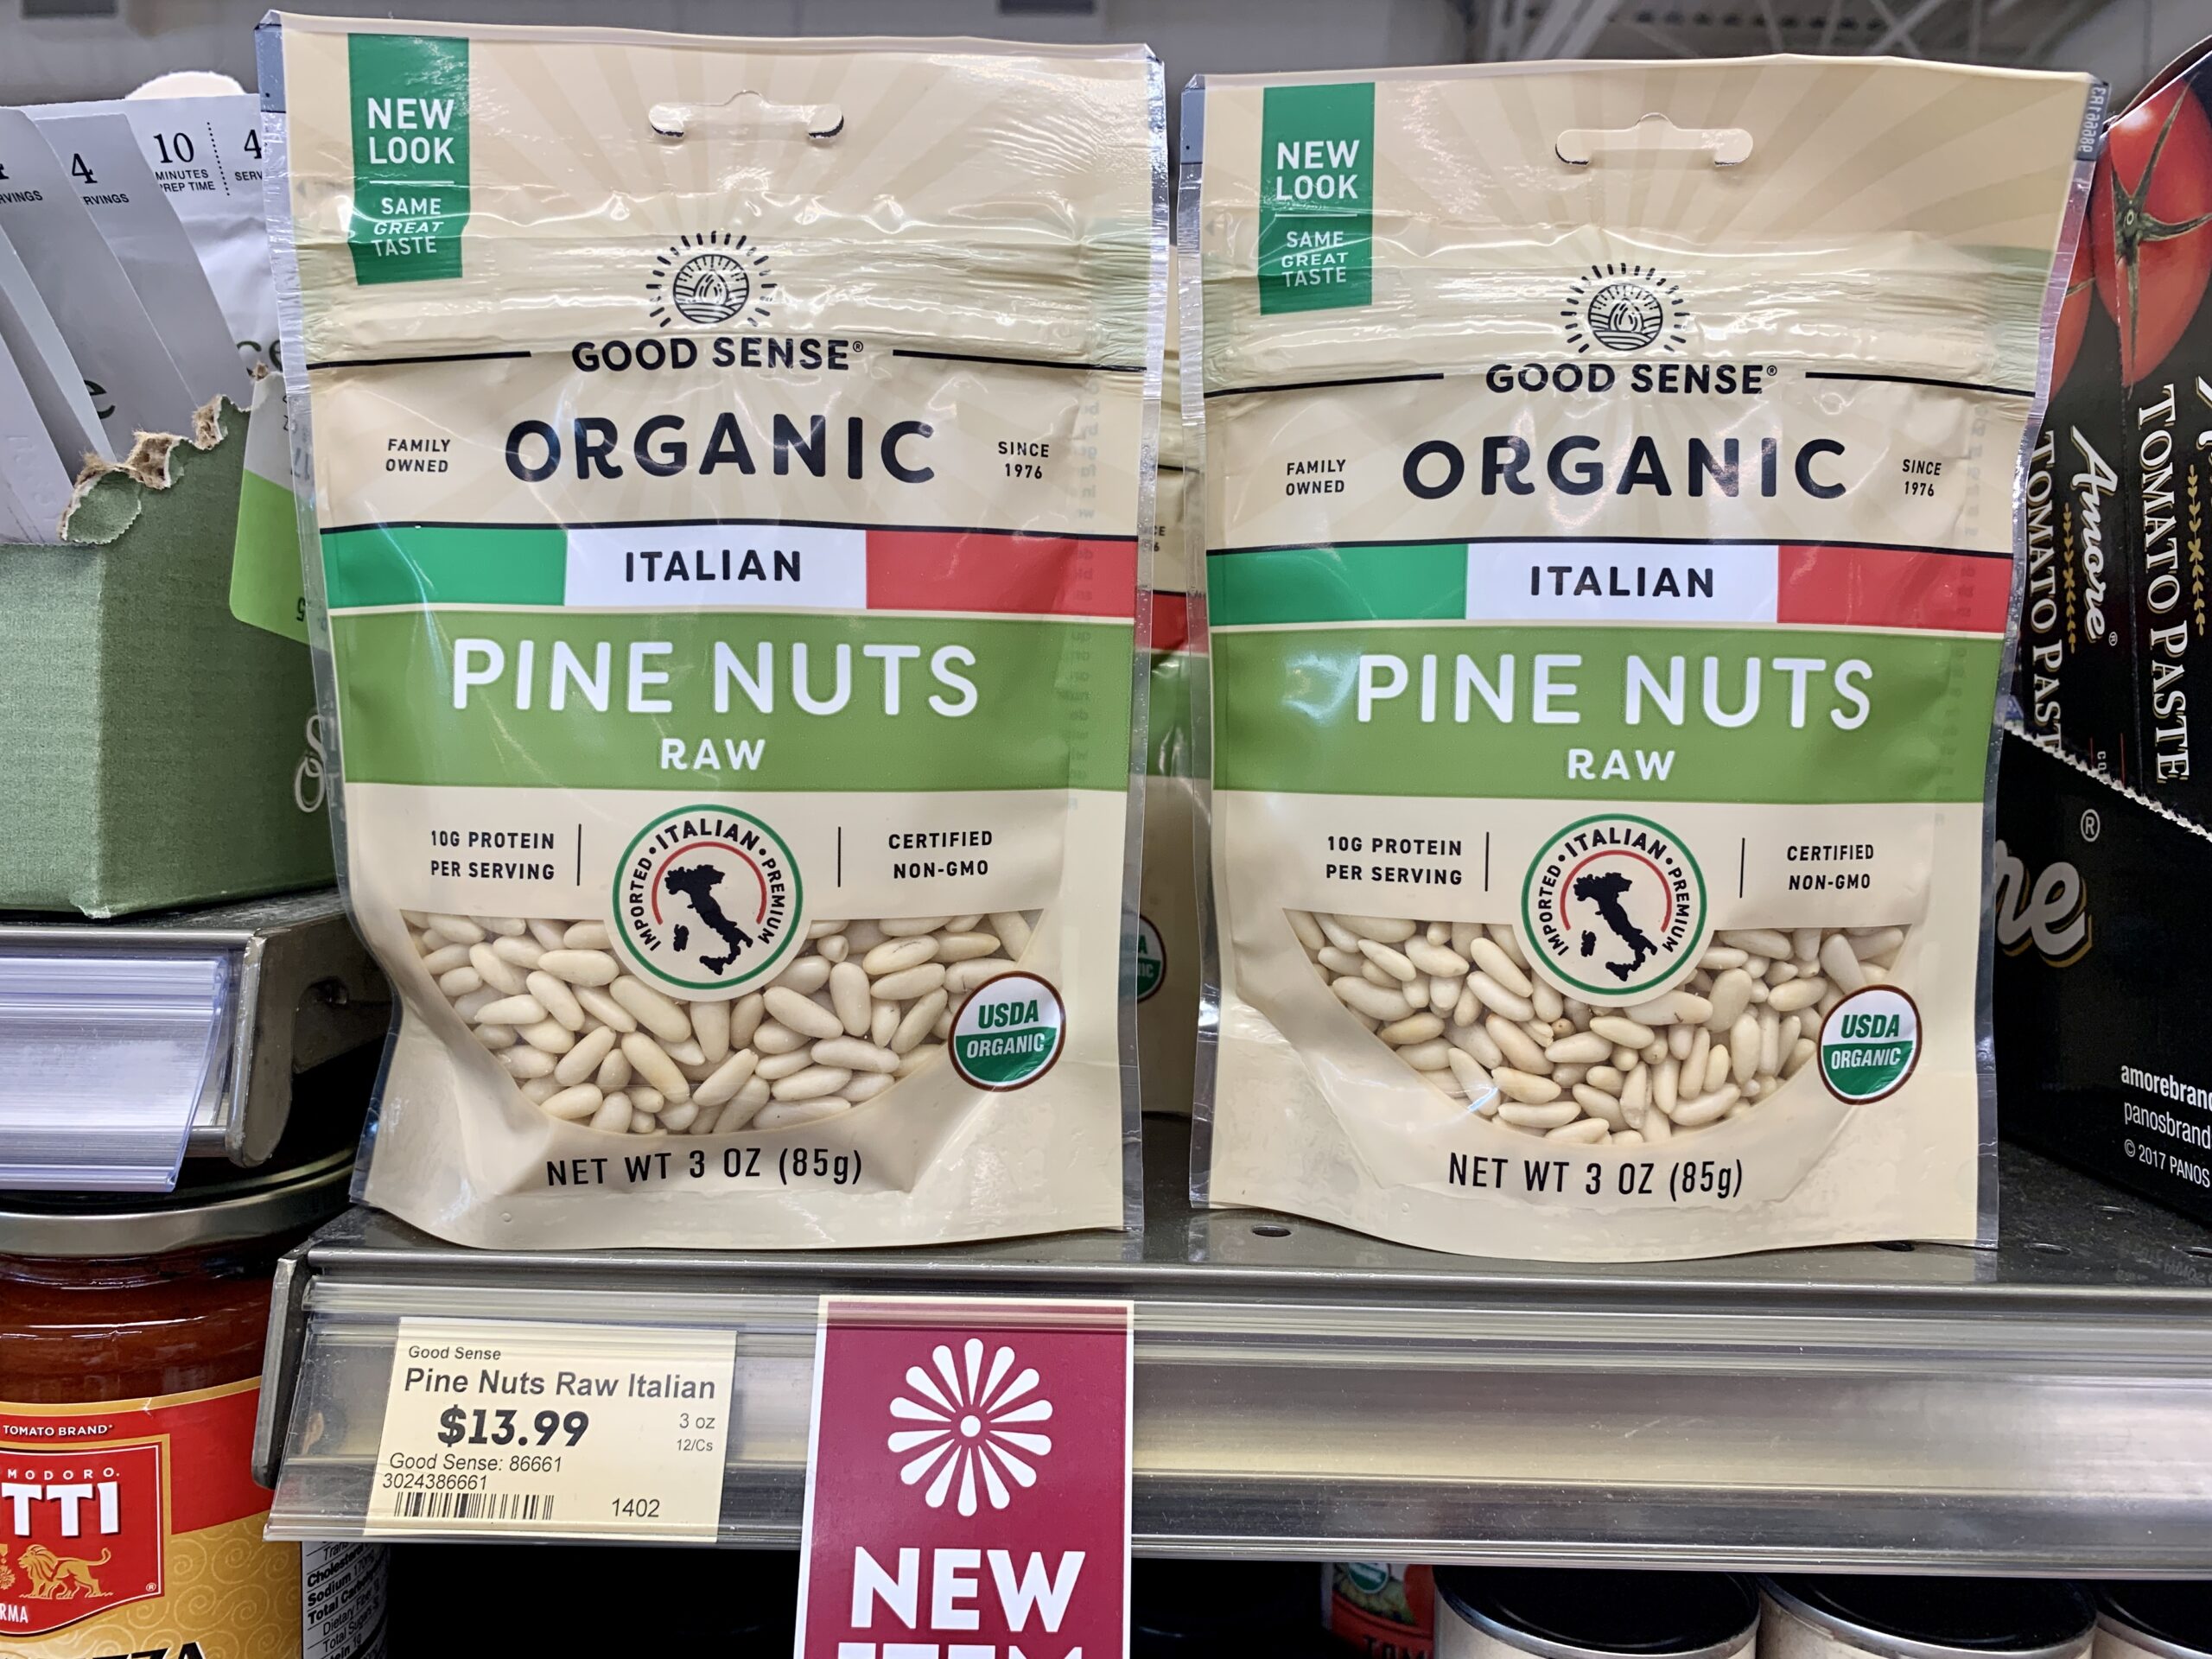 NEW
LOOK
SAME
GREAT
TASTE
GOOD SENSE®
FAMILY
OWNED
ORGANIC
SINCE
1976
ITALIAN
PINE NUTS
RAW
10G PROTEIN
PER SERVING
IMPORTED • ITALIAN • PREMIUM
CERTIFIED
NON-GMO
USDA
ORGANIC
NET WT 3 OZ (85g)
NEW
LOOK
SAME
GREAT
TASTE
GOOD SENSE®
FAMILY
OWNED
ORGANIC
SINCE
1976
ITALIAN
PINE NUTS
RAW
10G PROTEIN
PER SERVING
IMPORTED • ITALIAN • PREMIUM
CERTIFIED
NON-GMO
USDA
ORGANIC
NET WT 3 OZ (85g)
Good Sense
Pine Nuts Raw Italian
$13.99
3 oz
12/Cs
Good Sense: 86661
3024386661
1402
NEW
ITEM
4
10
MINUTES
4
TOMATO PASTE
Amore®
TOMATO PASTE
®
© 2017 PANOS
TOMATO BRAND
Sodium